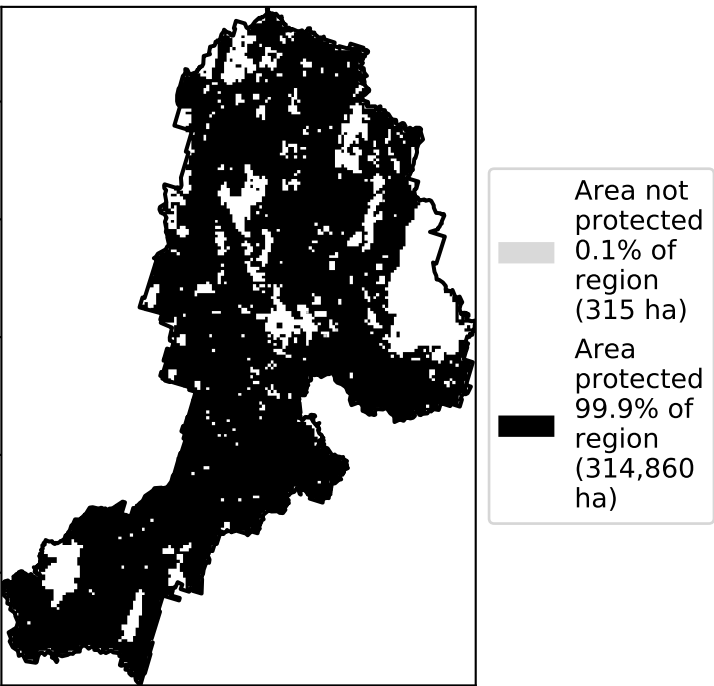 Area not
protected
0.1% of
region
(315 ha)
Area
protected
99.9% of
region
(314,860
ha)